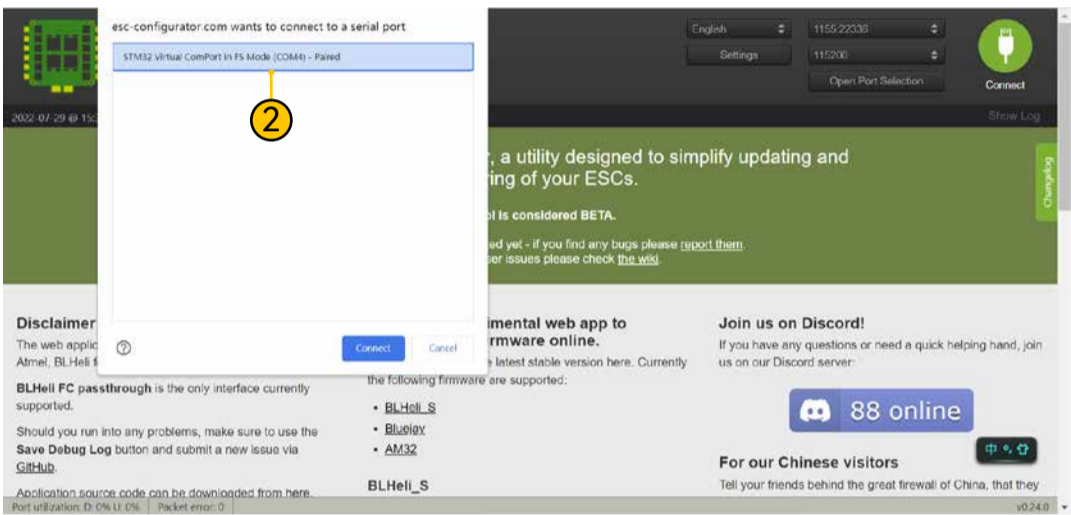 esc-configurator.com wants to connect to a serial port
STM32 Virtual ComPort in FS Mode (COM4) - Paired
2
Connect
Cancel
English
Settings
1155:22336
115200
Open Port Selection
Connect
2022-07-29 @ 15:
Show Log
Changelog
, a utility designed to simplify updating and
ring of your ESCs.
ol is considered BETA.
ed yet - if you find any bugs please report them.
ser issues please check the wiki.
Disclaimer
The web applic
Atmel, BLHeli
BLHeli FC passthrough is the only interface currently
supported.
Should you run into any problems, make sure to use the
Save Debug Log button and submit a new issue via
GitHub.
Application source code can be downloaded from here.
imental web app to
rmware online.
latest stable version here. Currently
the following firmware are supported:
• BLHeli_S
• Bluejay
• AM32
BLHeli_S
Join us on Discord!
If you have any questions or need a quick helping hand, join
us on our Discord server:
88 online
中
For our Chinese visitors
Tell your friends behind the great firewall of China, that they
Port utilization: D: 0% U: 0%
Packet error: 0
v0.24.0